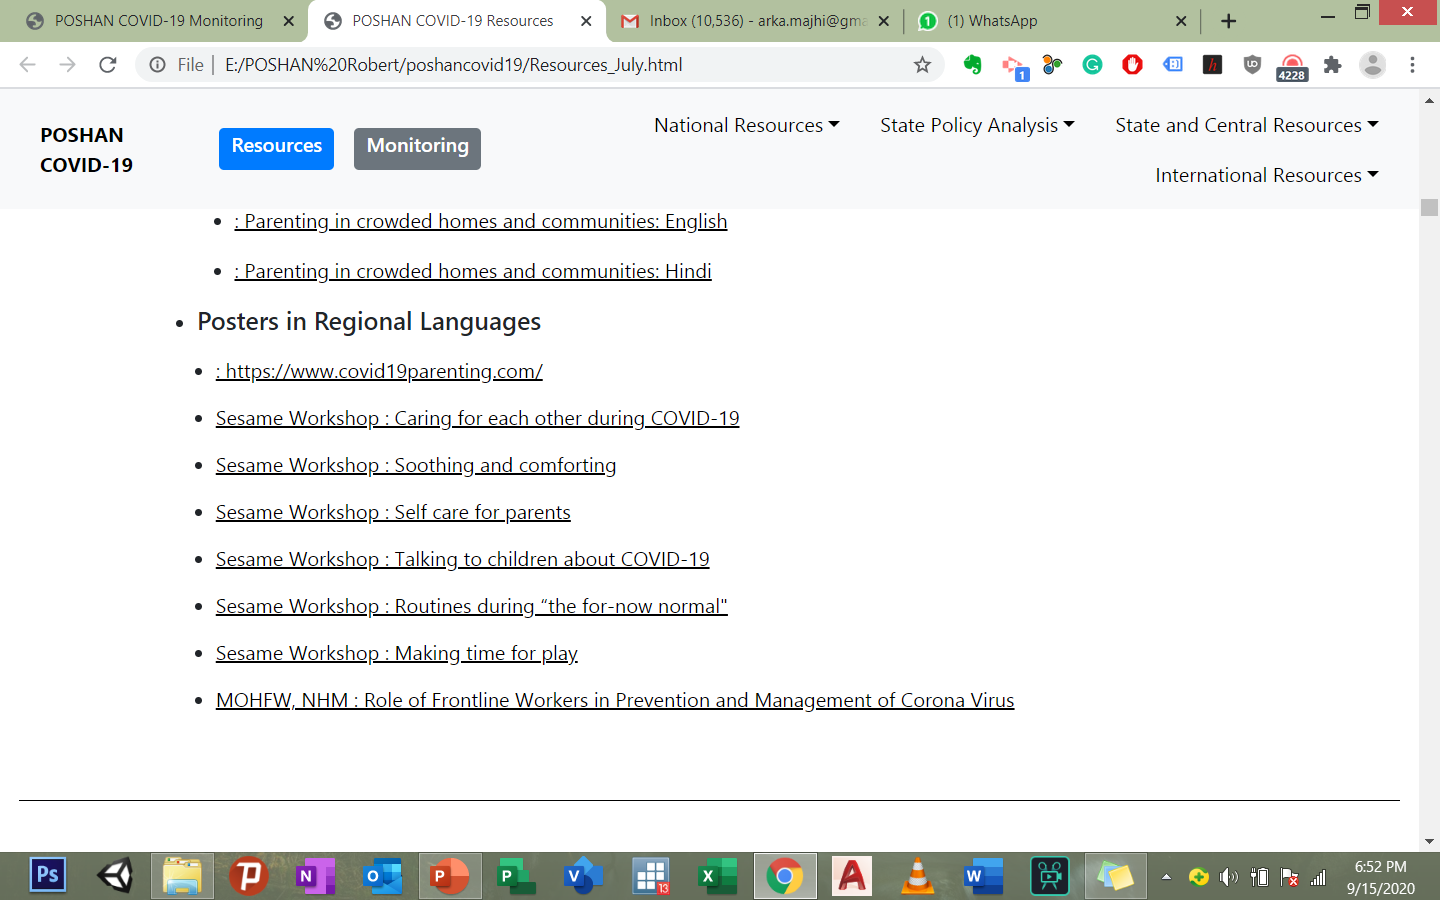 POSHAN COVID-19 Monitoring
POSHAN COVID-19 Resources
Inbox (10,536) - arka.majhi@gma
1
(1) WhatsApp
File | E:/POSHAN%20Robert/poshancovid19/Resources_July.html
1
4228
POSHAN COVID-19
Resources
Monitoring
National Resources
State Policy Analysis
State and Central Resources
International Resources
: Parenting in crowded homes and communities: English
: Parenting in crowded homes and communities: Hindi
Posters in Regional Languages
: https://www.covid19parenting.com/
Sesame Workshop : Caring for each other during COVID-19
Sesame Workshop : Soothing and comforting
Sesame Workshop : Self care for parents
Sesame Workshop : Talking to children about COVID-19
Sesame Workshop : Routines during “the for-now normal"
Sesame Workshop : Making time for play
MOHFW, NHM : Role of Frontline Workers in Prevention and Management of Corona Virus
Ps
N
O
P
P
V
13
X
A
W
6:52 PM
9/15/2020